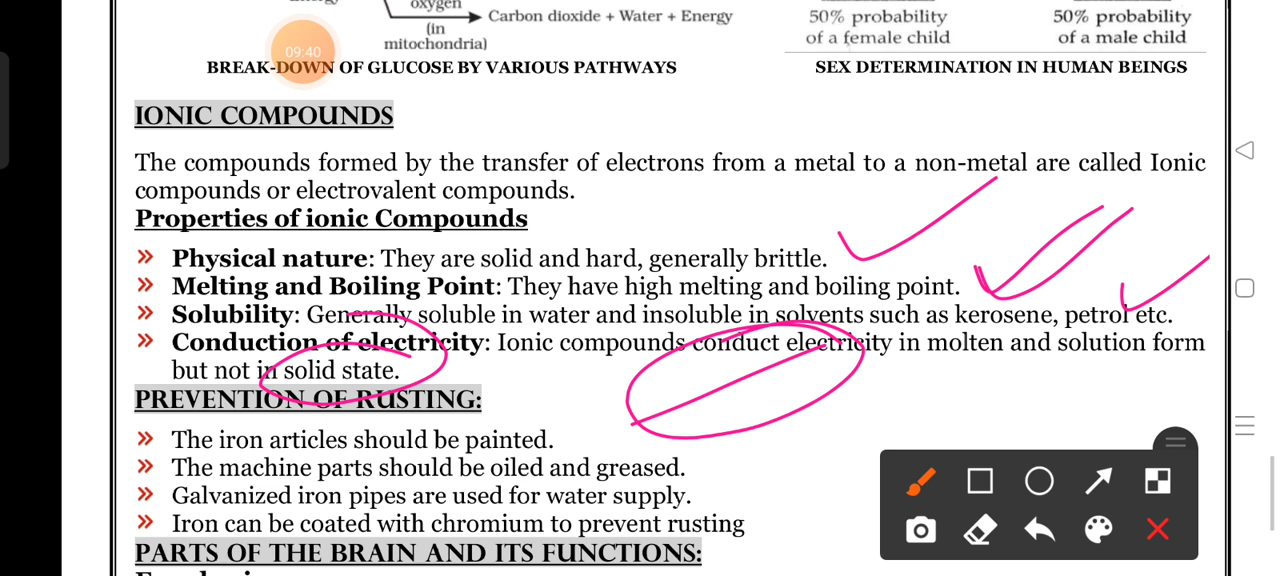 oxygen
Carbon dioxide + Water + Energy
(in
mitochondria)
50% probability
of a female child
50% probability
of a male child
09:40
BREAK-DOWN OF GLUCOSE BY VARIOUS PATHWAYS
SEX DETERMINATION IN HUMAN BEINGS
IONIC COMPOUNDS
The compounds formed by the transfer of electrons from a metal to a non-metal are called Ionic
compounds or electrovalent compounds.
Properties of ionic Compounds
» Physical nature: They are solid and hard, generally brittle.
» Melting and Boiling Point: They have high melting and boiling point.
» Solubility: Generally soluble in water and insoluble in solvents such as kerosene, petrol etc.
» Conduction of electricity: Ionic compounds conduct electricity in molten and solution form
but not in solid state.
PREVENTION OF RUSTING:
» The iron articles should be painted.
» The machine parts should be oiled and greased.
» Galvanized iron pipes are used for water supply.
» Iron can be coated with chromium to prevent rusting
PARTS OF THE BRAIN AND ITS FUNCTIONS: